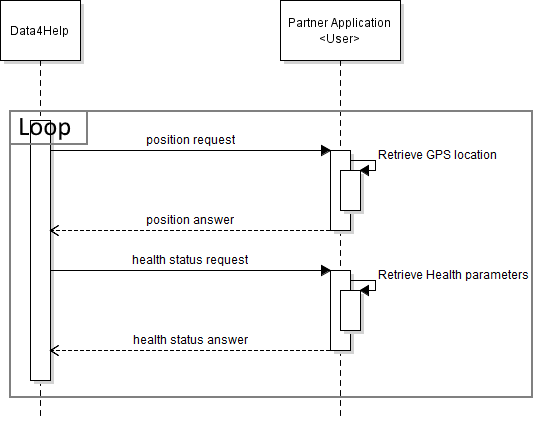 Data4Help
Partner Application
<User>
Loop
position request
Retrieve GPS location
position answer
health status request
Retrieve Health parameters
health status answer